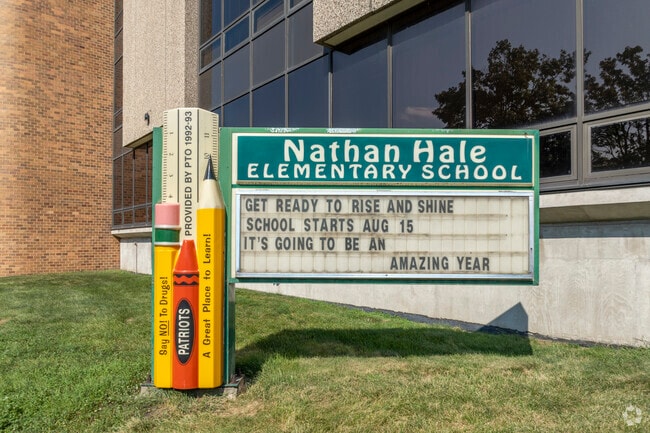 Nathan Hale
ELEMENTARY SCHOOL
GET READY TO RISE AND SHINE
SCHOOL STARTS AUG 15
IT'S GOING TO BE AN
AMAZING YEAR
PROVIDED BY PTO 1992-93
Say NO! To Drugs!
PATRIOTS
A Great Place to Learn!